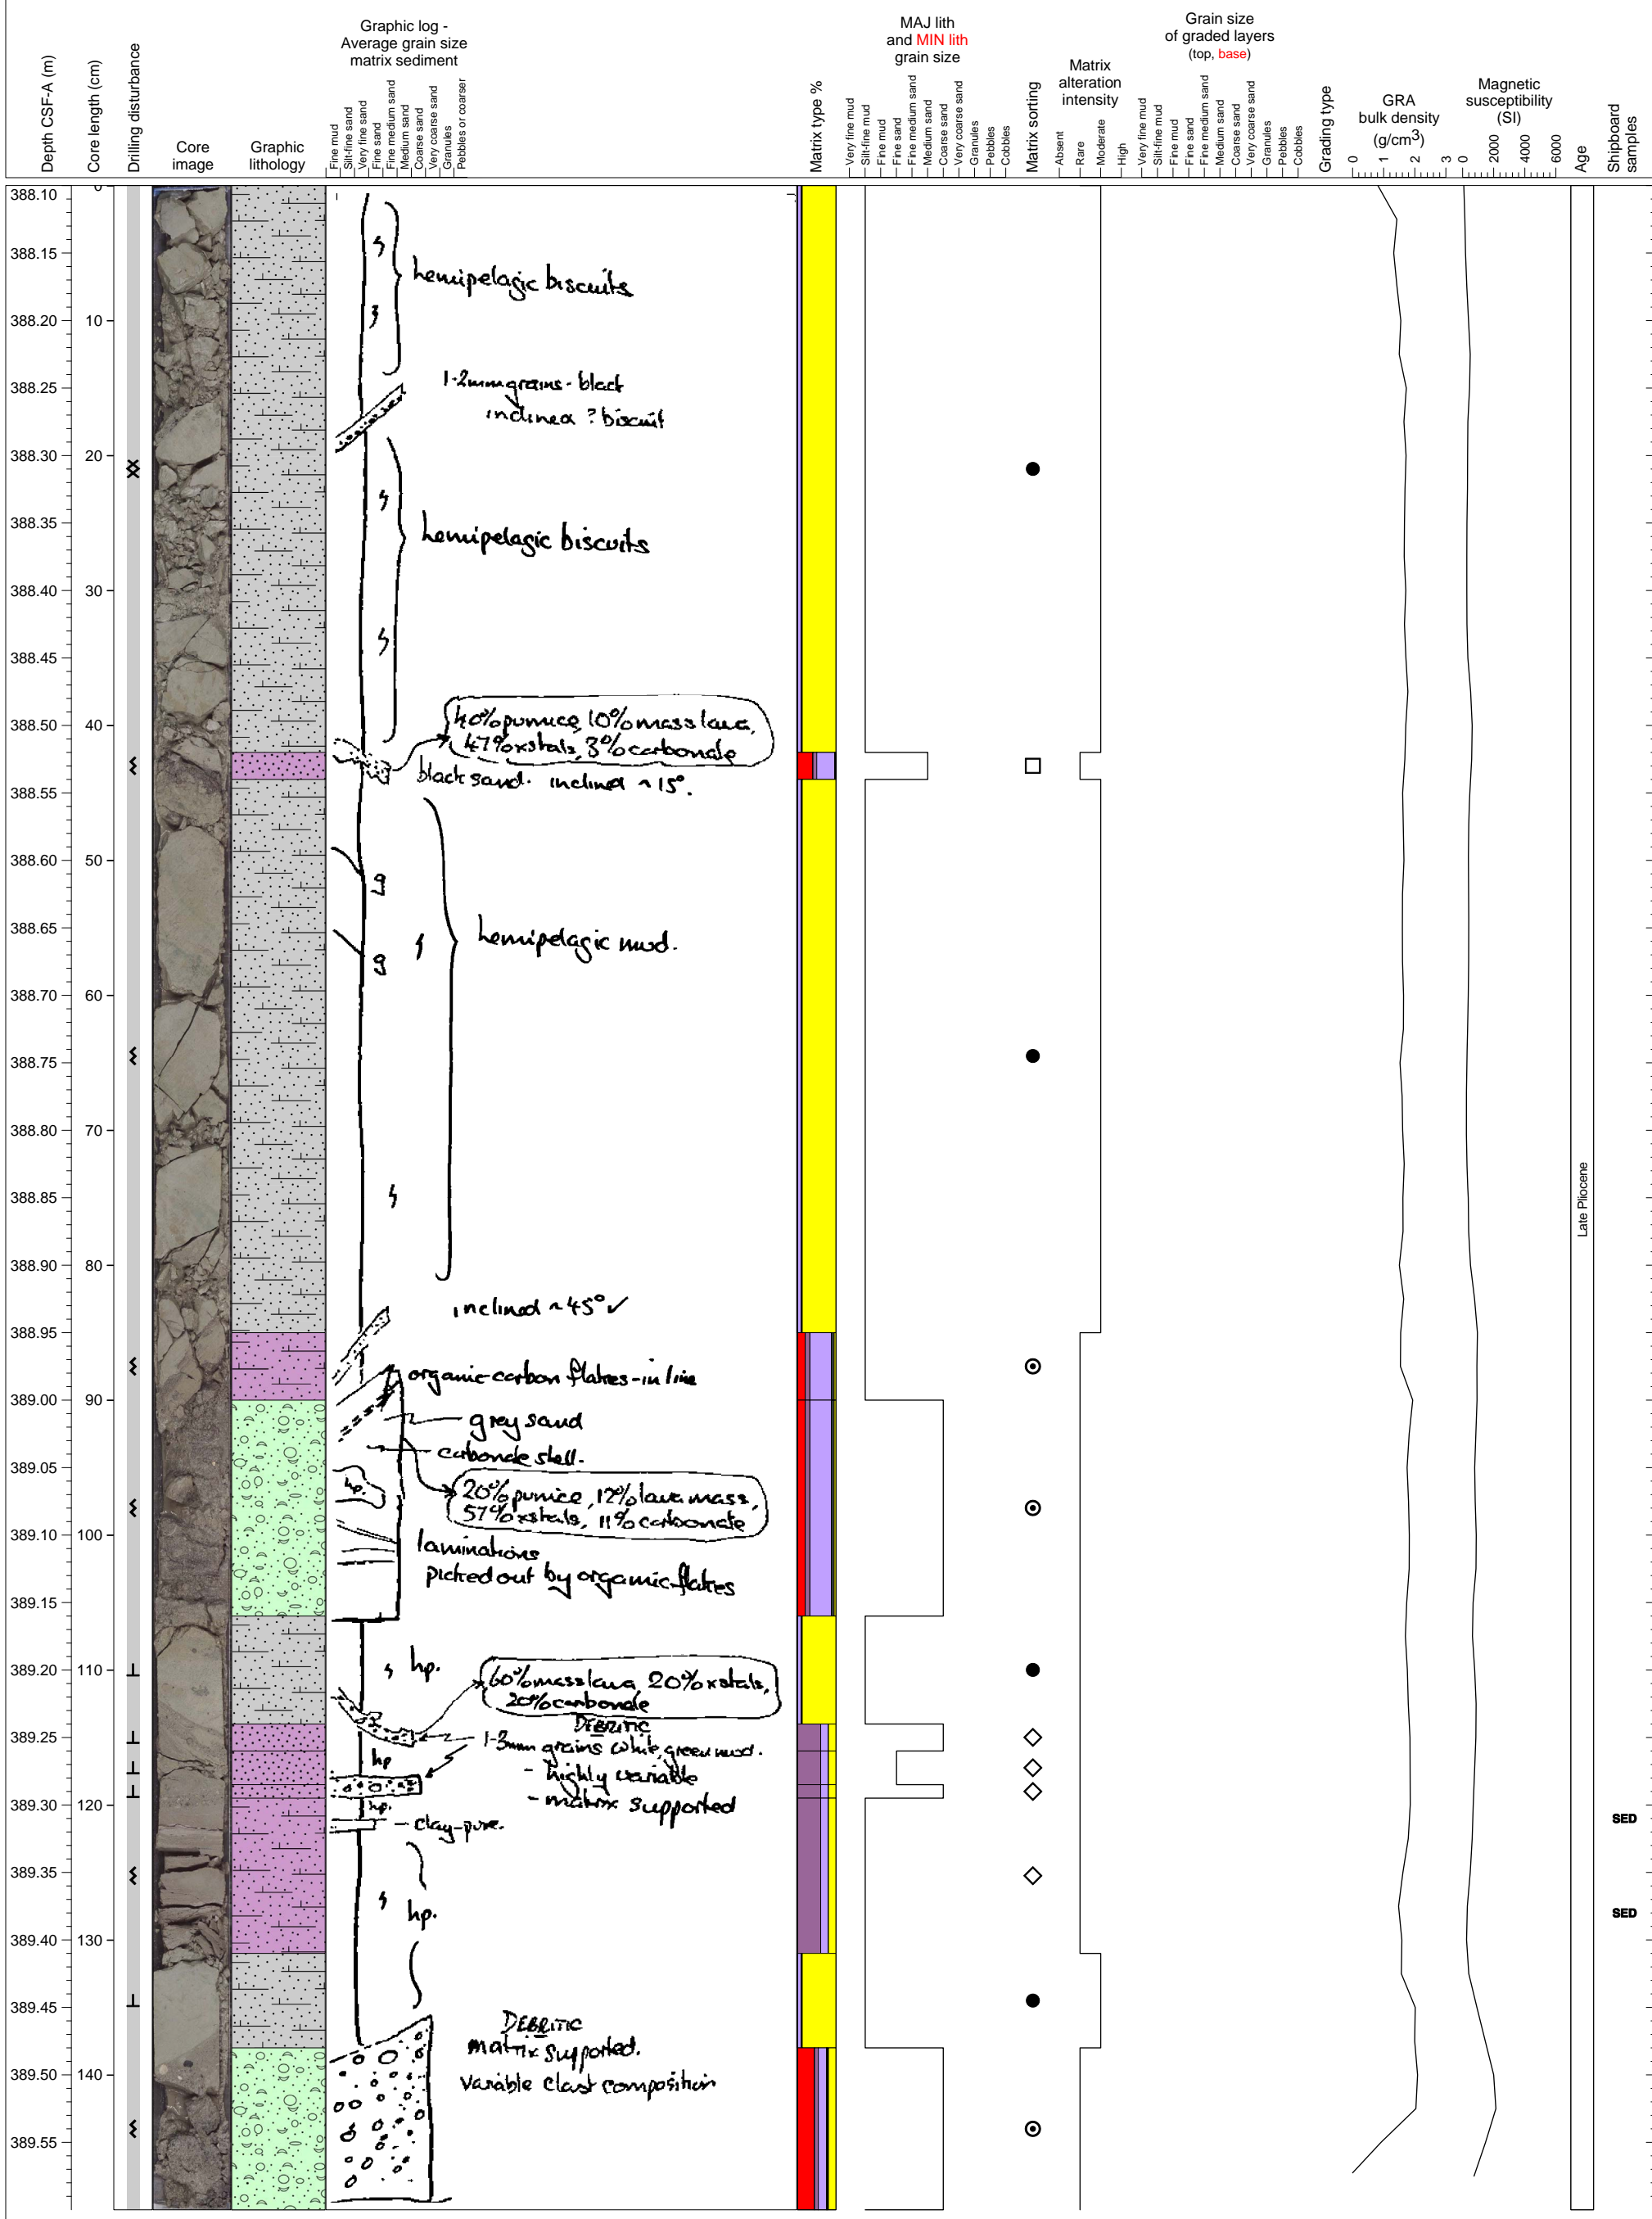 Depth CSF-A (m)
Core length (cm)
Drilling disturbance
Core
image
Graphic
lithology
Graphic log -
Average grain size
matrix sediment
Fine mud
Silt-fine sand
Very fine sand
Fine sand
Fine medium sand
Medium sand
Coarse sand
Very coarse sand
Granules
Pebbles or coarser
Matrix type %
MAJ lith
and MIN lith
grain size
Very fine mud
Silt-fine mud
Fine mud
Fine sand
Fine medium sand
Medium sand
Coarse sand
Very coarse sand
Granules
Pebbles
Cobbles
Matrix sorting
Matrix
alteration
intensity
Absent
Rare
Moderate
High
Grain size
of graded layers
(top, base)
Very fine mud
Silt-fine mud
Fine mud
Fine sand
Fine medium sand
Medium sand
Coarse sand
Very coarse sand
Granules
Pebbles
Cobbles
Grading type
GRA
bulk density
(g/cm3)
0 1 2 3
Magnetic
susceptibility
(SI)
0 2000 4000 6000
Age
Shipboard
samples
388.10 0
388.15
388.20 10
388.25
388.30 20
388.35
388.40 30
388.45
388.50 40
388.55
388.60 50
388.65
388.70 60
388.75
388.80 70
388.85
388.90 80
388.95
389.00 90
389.05
389.10 100
389.15
389.20 110
389.25
389.30 120
389.35
389.40 130
389.45
389.50 140
389.55
hemipelagic biscuits
1-2mm grains - black
inclined ? biscuit
hemipelagic biscuits
40% pumice, 10% mass lava,
47% xstals, 3% carbonate
black sand. inclined ~ 15°.
g
g
hemipelagic mud.
inclined ~ 45° ✓
organic-carbon flakes - in line
grey sand
carbonate shell.
hp.
20% pumice, 12% lava mass,
57% xstals, 11% carbonate
laminations
picked out by organic flakes
hp.
60% mass lava, 20% xstals,
20% carbonate
DEBRITIC
1-3mm grains white, green mud.
hp
- highly variable
- matrix supported
hp.
- clay-pure.
hp.
DEBRITIC
matrix supported.
Variable Clast composition
Late Pliocene
SED
SED